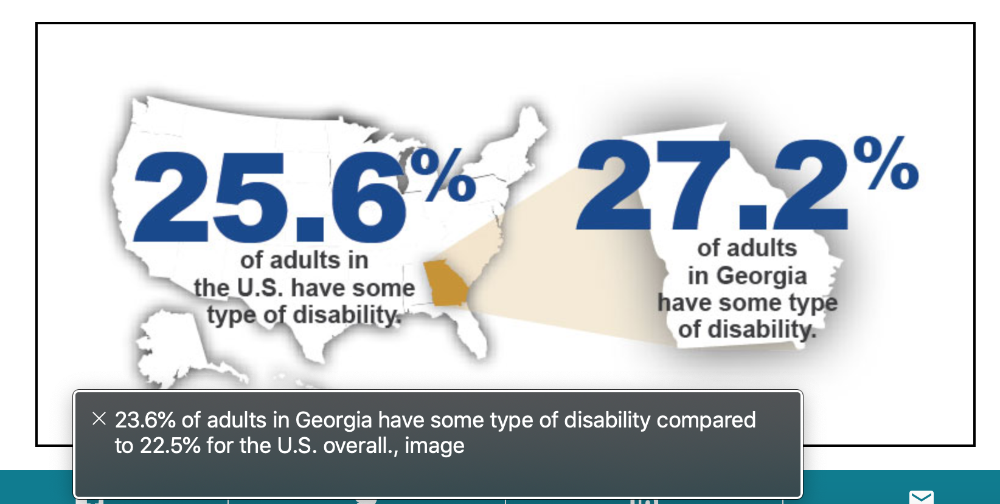 25.6%
of adults in
the U.S. have some
type of disability.
27.2%
of adults
in Georgia
have some type
of disability.
23.6% of adults in Georgia have some type of disability compared
to 22.5% for the U.S. overall., image